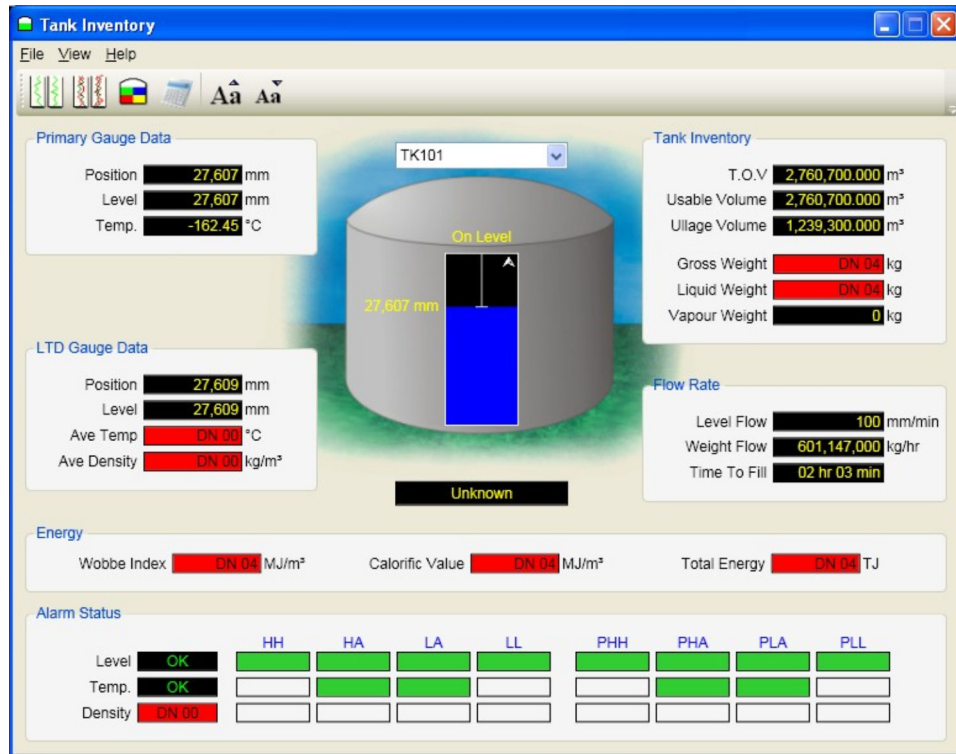 Tank Inventory
File View Help
Aa Aa
Primary Gauge Data
Position 27,607 mm
Level 27,607 mm
Temp. -162.45 °C
LTD Gauge Data
Position 27,609 mm
Level 27,609 mm
Ave Temp DN 00 °C
Ave Density DN 00 kg/m³
TK101
On Level
27,607 mm
Unknown
Tank Inventory
T.O.V 2,760,700.000 m³
Usable Volume 2,760,700.000 m³
Ullage Volume 1,239,300.000 m³
Gross Weight DN 04 kg
Liquid Weight DN 04 kg
Vapour Weight 0 kg
Flow Rate
Level Flow 100 mm/min
Weight Flow 601,147,000 kg/hr
Time To Fill 02 hr 03 min
Energy
Wobbe Index DN 04 MJ/m³ Calorific Value DN 04 MJ/m³ Total Energy DN 04 TJ
Alarm Status
HH HA LA LL PHH PHA PLA PLL
Level OK
Temp. OK
Density DN 00